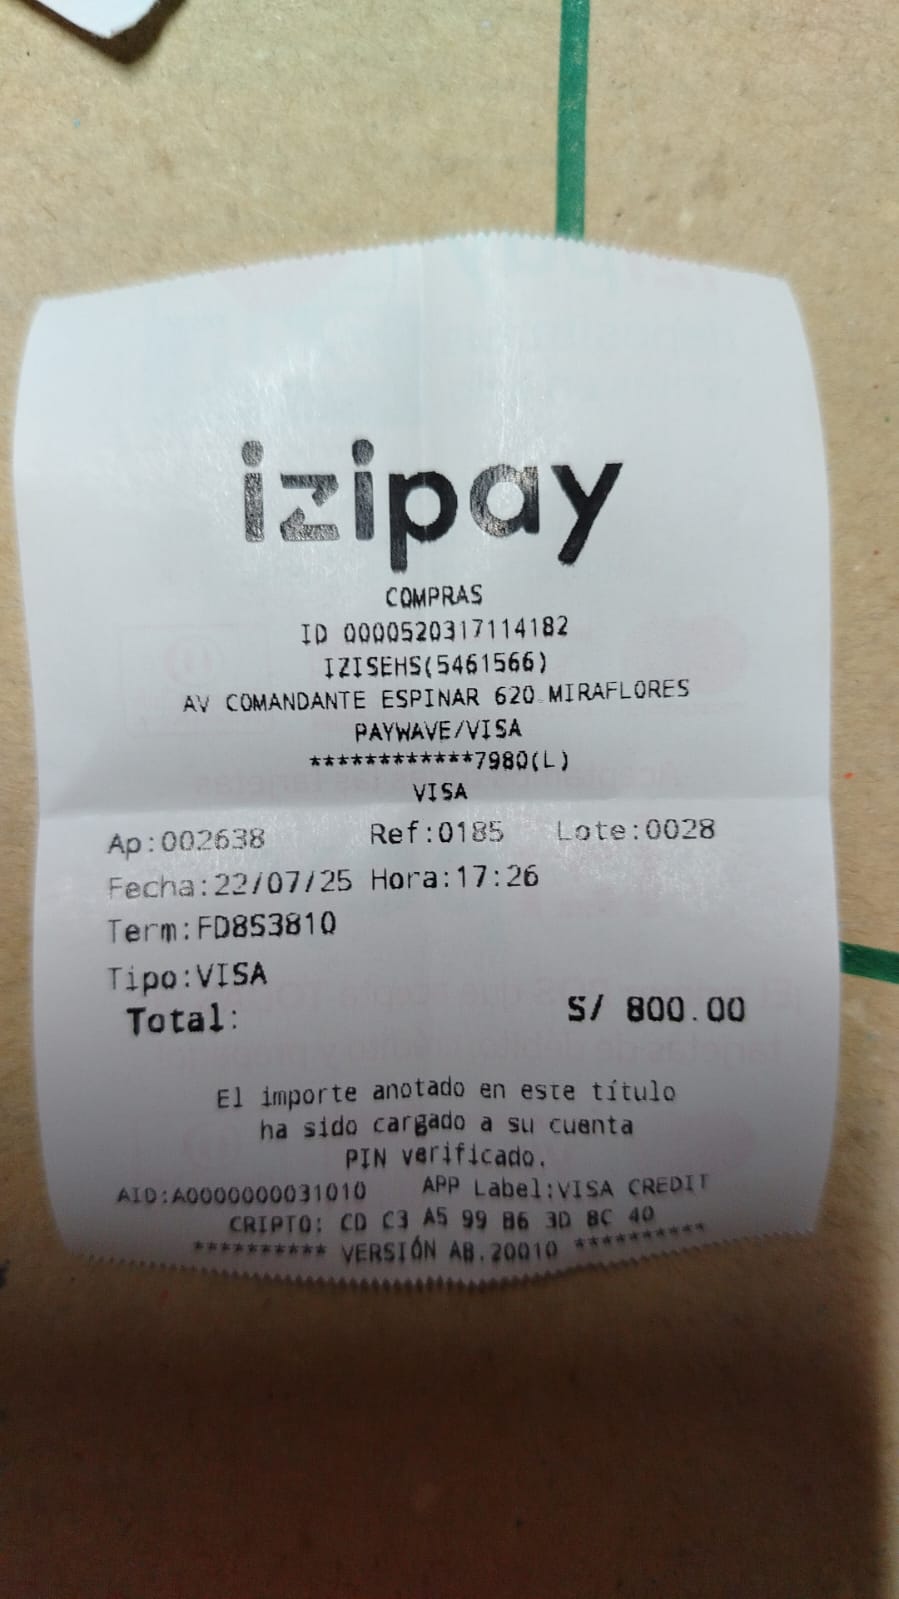 izipay
COMPRAS
ID 0000520317114182
IZISEHS(5461566)
AV COMANDANTE ESPINAR 620 MIRAFLORES
PAYWAVE/VISA
************7980(L)
VISA
Ap:002638 Ref:0185 Lote:0028
Fecha:22/07/25 Hora:17:26
Term:FD8S3810
Tipo:VISA
Total: S/ 800.00
El importe anotado en este título
ha sido cargado a su cuenta
PIN verificado.
AID:A0000000031010 APP Label:VISA CREDIT
CRIPTO: CD C3 A5 99 B6 3D BC 40
********** VERSIÓN AB.20010 **********